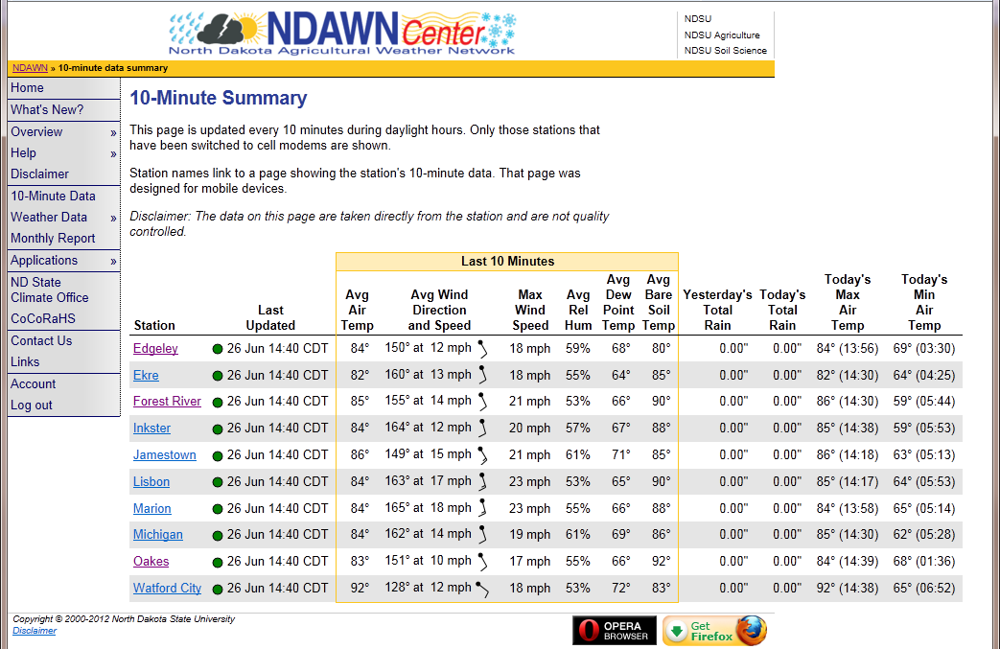 NDAWN Center
North Dakota Agricultural Weather Network
NDSU
NDSU Agriculture
NDSU Soil Science
NDAWN » 10-minute data summary
Home
What's New?
Overview »
Help »
Disclaimer
10-Minute Data
Weather Data »
Monthly Report
Applications »
ND State
Climate Office
CoCoRaHS
Contact Us
Links
Account
Log out
10-Minute Summary
This page is updated every 10 minutes during daylight hours. Only those stations that
have been switched to cell modems are shown.
Station names link to a page showing the station's 10-minute data. That page was
designed for mobile devices.
Disclaimer: The data on this page are taken directly from the station and are not quality
controlled.
Last 10 Minutes
Station Last Updated Avg Air Temp Avg Wind Direction and Speed Max Wind Speed Avg Rel Hum Avg Dew Point Temp Avg Bare Soil Temp Yesterday's Total Rain Today's Total Rain Today's Max Air Temp Today's Min Air Temp
Edgeley 26 Jun 14:40 CDT 84° 150° at 12 mph 18 mph 59% 68° 80° 0.00" 0.00" 84° (13:56) 69° (03:30)
Ekre 26 Jun 14:40 CDT 82° 160° at 13 mph 18 mph 55% 64° 85° 0.00" 0.00" 82° (14:30) 64° (04:25)
Forest River 26 Jun 14:40 CDT 85° 155° at 14 mph 21 mph 53% 66° 90° 0.00" 0.00" 86° (14:30) 59° (05:44)
Inkster 26 Jun 14:40 CDT 84° 164° at 12 mph 20 mph 57% 67° 88° 0.00" 0.00" 85° (14:38) 59° (05:53)
Jamestown 26 Jun 14:40 CDT 86° 149° at 15 mph 21 mph 61% 71° 85° 0.00" 0.00" 86° (14:18) 63° (05:13)
Lisbon 26 Jun 14:40 CDT 84° 163° at 17 mph 23 mph 53% 65° 90° 0.00" 0.00" 85° (14:17) 64° (05:53)
Marion 26 Jun 14:40 CDT 84° 165° at 18 mph 23 mph 55% 66° 88° 0.00" 0.00" 84° (13:58) 65° (05:14)
Michigan 26 Jun 14:40 CDT 84° 162° at 14 mph 19 mph 61% 69° 86° 0.00" 0.00" 85° (14:30) 62° (05:28)
Oakes 26 Jun 14:40 CDT 83° 151° at 10 mph 17 mph 55% 66° 92° 0.00" 0.00" 84° (14:39) 68° (01:36)
Watford City 26 Jun 14:40 CDT 92° 128° at 12 mph 18 mph 53% 72° 83° 0.00" 0.00" 92° (14:38) 65° (06:52)
Copyright © 2000-2012 North Dakota State University
Disclaimer
OPERA
BROWSER
Get
Firefox